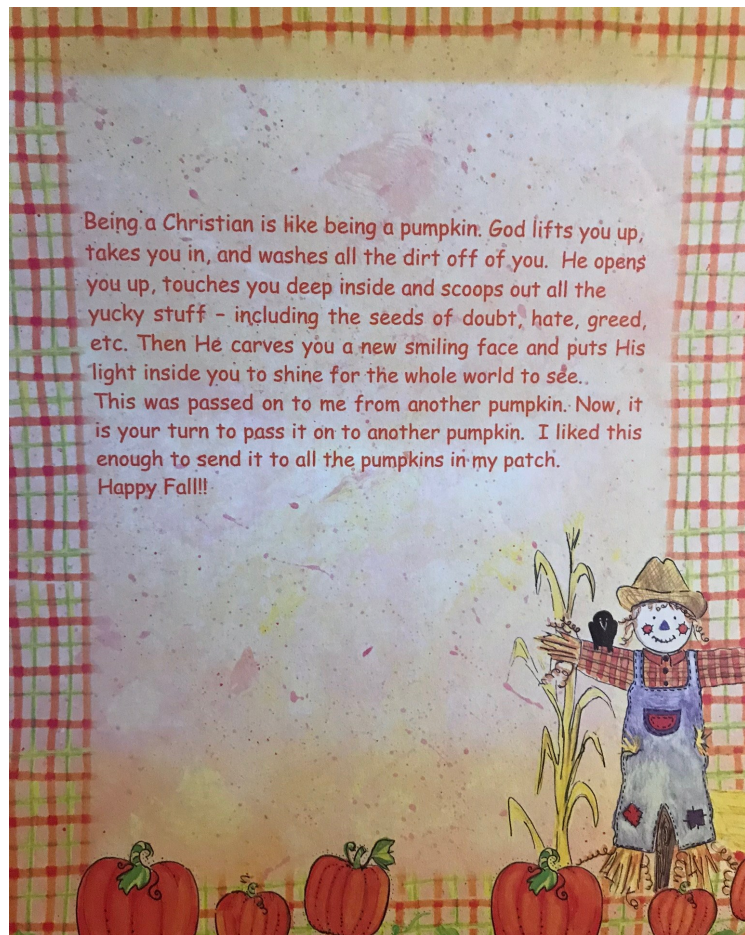 Being a Christian is like being a pumpkin. God lifts you up,
takes you in, and washes all the dirt off of you. He opens
you up, touches you deep inside and scoops out all the
yucky stuff – including the seeds of doubt, hate, greed,
etc. Then He carves you a new smiling face and puts His
light inside you to shine for the whole world to see.
This was passed on to me from another pumpkin. Now, it
is your turn to pass it on to another pumpkin. I liked this
enough to send it to all the pumpkins in my patch.
Happy Fall!!